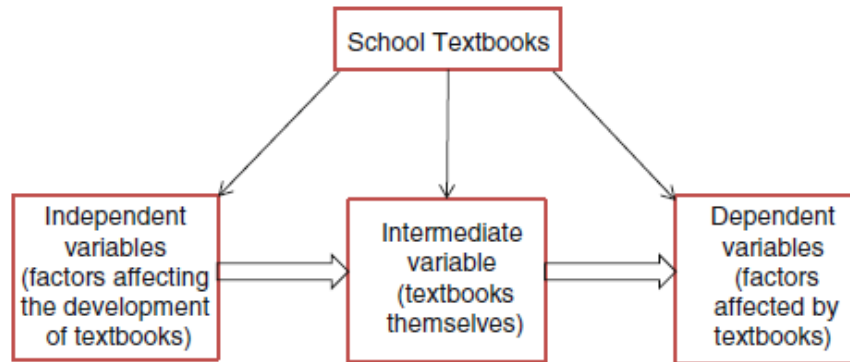 School Textbooks
Independent
variables
(factors affecting
the development
of textbooks)
Intermediate
variable
(textbooks
themselves)
Dependent
variables
(factors
affected by
textbooks)